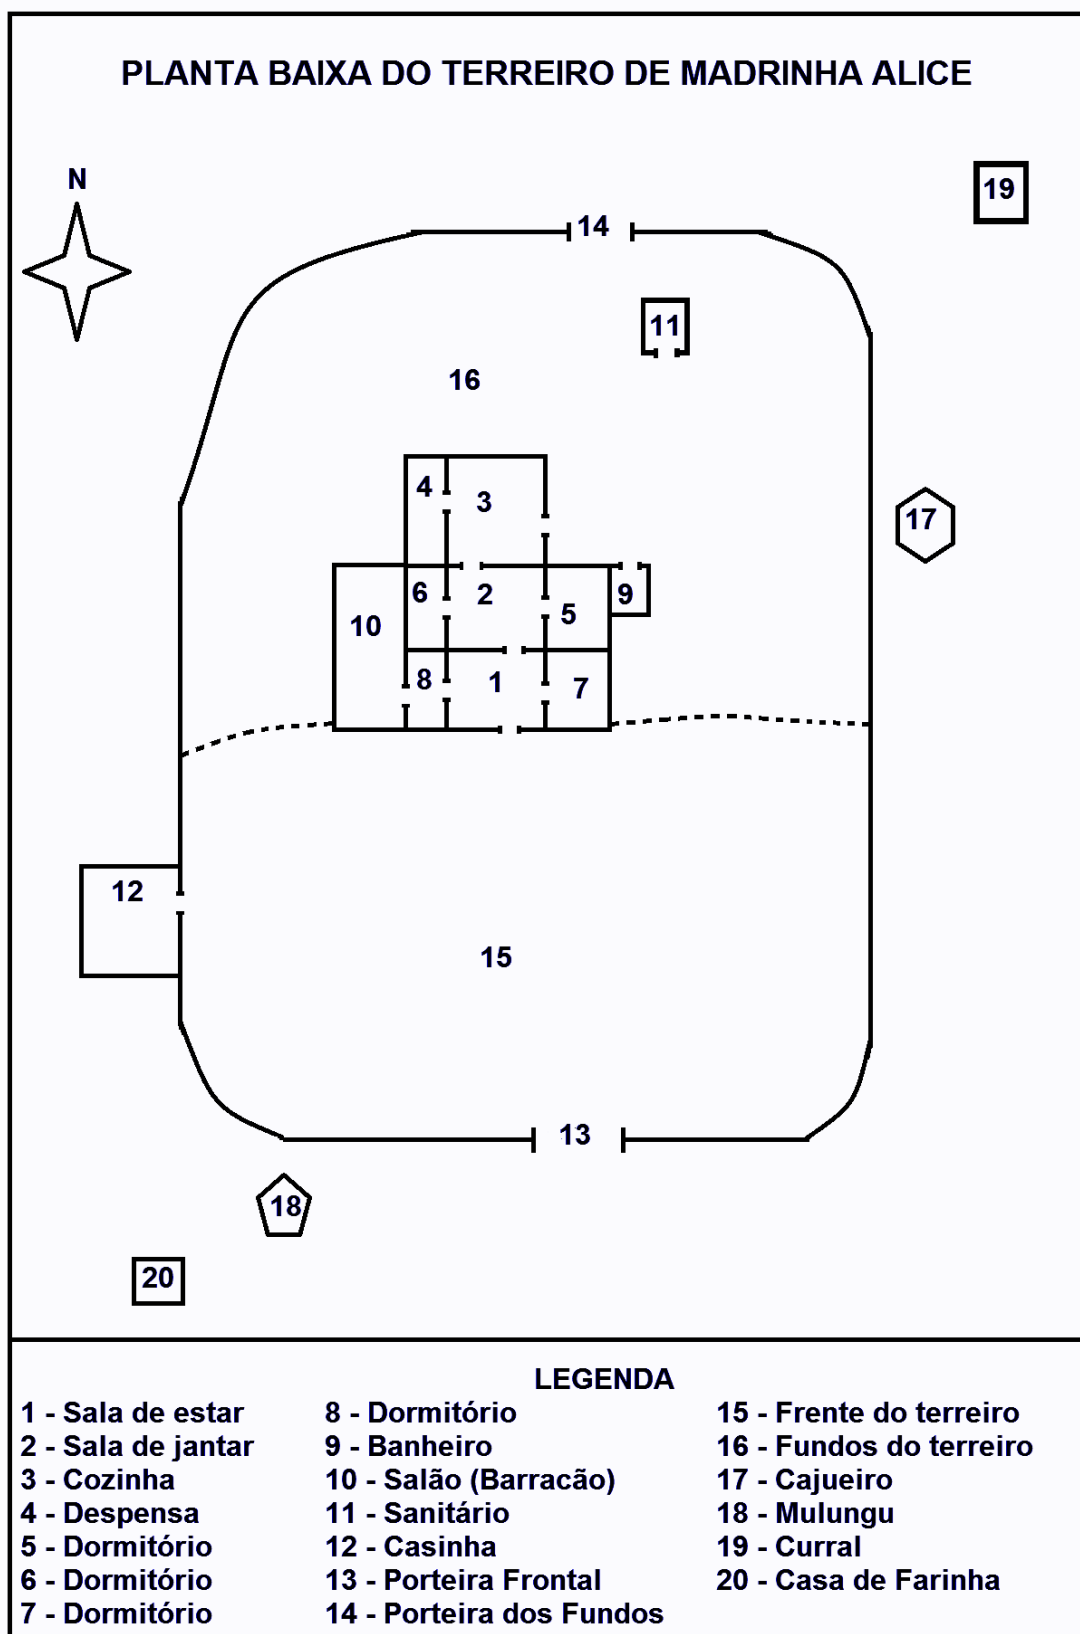 PLANTA BAIXA DO TERREIRO DE MADRINHA ALICE
N
19
14
11
16
4
3
17
6
2
9
5
10
8
1
7
12
15
13
18
20
LEGENDA
1 - Sala de estar
2 - Sala de jantar
3 - Cozinha
4 - Despensa
5 - Dormitório
6 - Dormitório
7 - Dormitório
8 - Dormitório
9 - Banheiro
10 - Salão (Barracão)
11 - Sanitário
12 - Casinha
13 - Porteira Frontal
14 - Porteira dos Fundos
15 - Frente do terreiro
16 - Fundos do terreiro
17 - Cajueiro
18 - Mulungu
19 - Curral
20 - Casa de Farinha